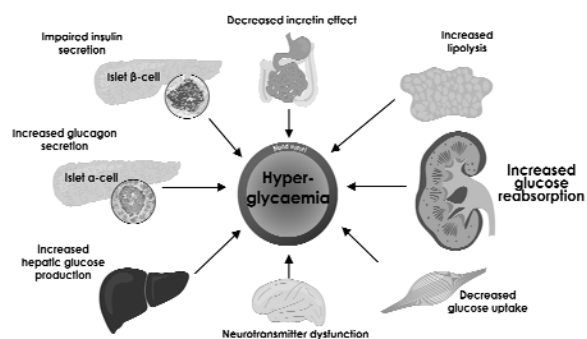 Decreased incretin effect
Impaired insulin
secretion
Islet β-cell
Increased
lipolysis
Increased glucagon
secretion
Islet α-cell
Hyper-
glycaemia
Increased
glucose
reabsorption
Increased
hepatic glucose
production
Decreased
glucose uptake
Neurotransmitter dysfunction